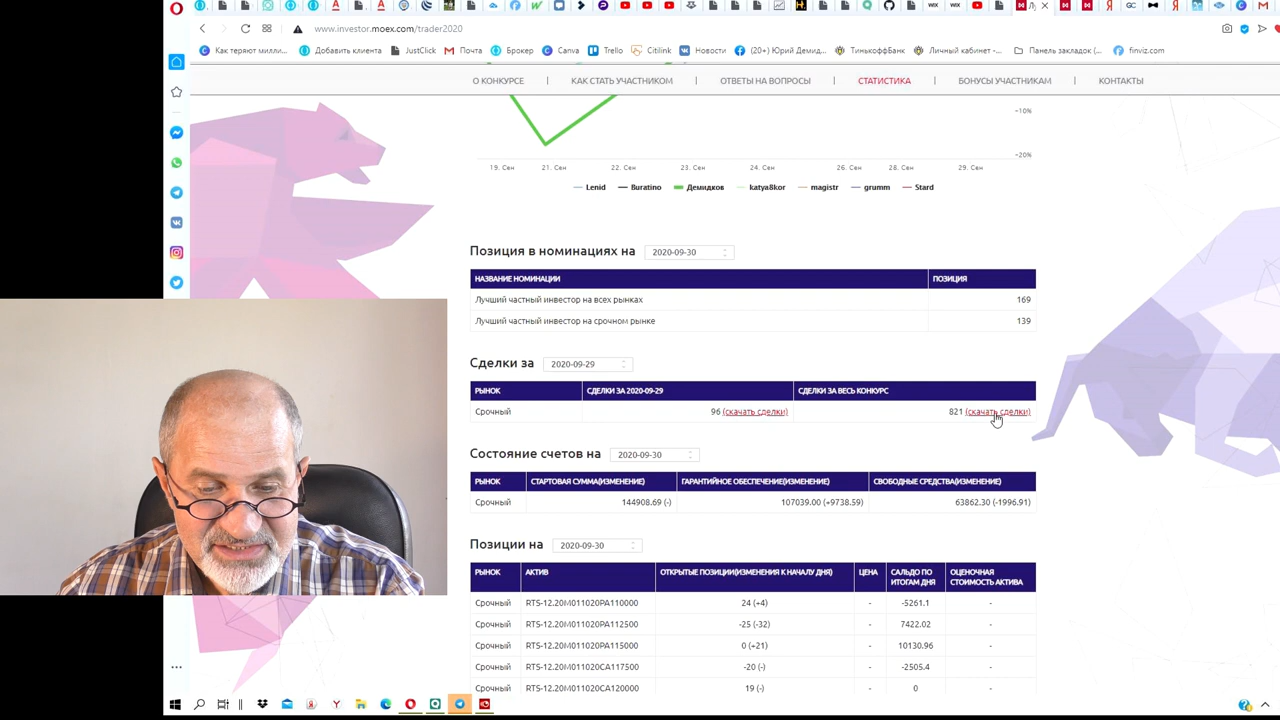 www.investor.moex.com/trader2020
Как теряют милли... Добавить клиента JustClick Почта Брокер Canva Trello Citilink Новости (20+) Юрий Демид... ТинькоффБанк Личный кабинет -... Панель закладок (... finviz.com
О КОНКУРСЕ | КАК СТАТЬ УЧАСТНИКОМ | ОТВЕТЫ НА ВОПРОСЫ | СТАТИСТИКА | БОНУСЫ УЧАСТНИКАМ | КОНТАКТЫ
-10%
-20%
19. Сен 21. Сен 22. Сен 23. Сен 24. Сен 26. Сен 28. Сен 29. Сен
Lenid Buratino Демидков katya8kor magistr grumm Stard
Позиция в номинациях на 2020-09-30
НАЗВАНИЕ НОМИНАЦИИ ПОЗИЦИЯ
Лучший частный инвестор на всех рынках 169
Лучший частный инвестор на срочном рынке 139
Сделки за 2020-09-29
РЫНОК СДЕЛКИ ЗА 2020-09-29 СДЕЛКИ ЗА ВЕСЬ КОНКУРС
Срочный 96 (скачать сделки) 821 (скачать сделки)
Состояние счетов на 2020-09-30
РЫНОК СТАРТОВАЯ СУММА(ИЗМЕНЕНИЕ) ГАРАНТИЙНОЕ ОБЕСПЕЧЕНИЕ(ИЗМЕНЕНИЕ) СВОБОДНЫЕ СРЕДСТВА(ИЗМЕНЕНИЕ)
Срочный 144908.69 (-) 107039.00 (+9738.59) 63862.30 (-1996.91)
Позиции на 2020-09-30
РЫНОК АКТИВ ОТКРЫТЫЕ ПОЗИЦИИ(ИЗМЕНЕНИЯ К НАЧАЛУ ДНЯ) ЦЕНА САЛЬДО ПО ИТОГАМ ДНЯ ОЦЕНОЧНАЯ СТОИМОСТЬ АКТИВА
Срочный RTS-12.20M011020PA110000 24 (+4) - -5261.1 -
Срочный RTS-12.20M011020PA112500 -25 (-32) - 7422.02 -
Срочный RTS-12.20M011020PA115000 0 (+21) - 10130.96 -
Срочный RTS-12.20M011020CA117500 -20 (-) - -2505.4 -
Срочный RTS-12.20M011020CA120000 19 (-) - 0 -